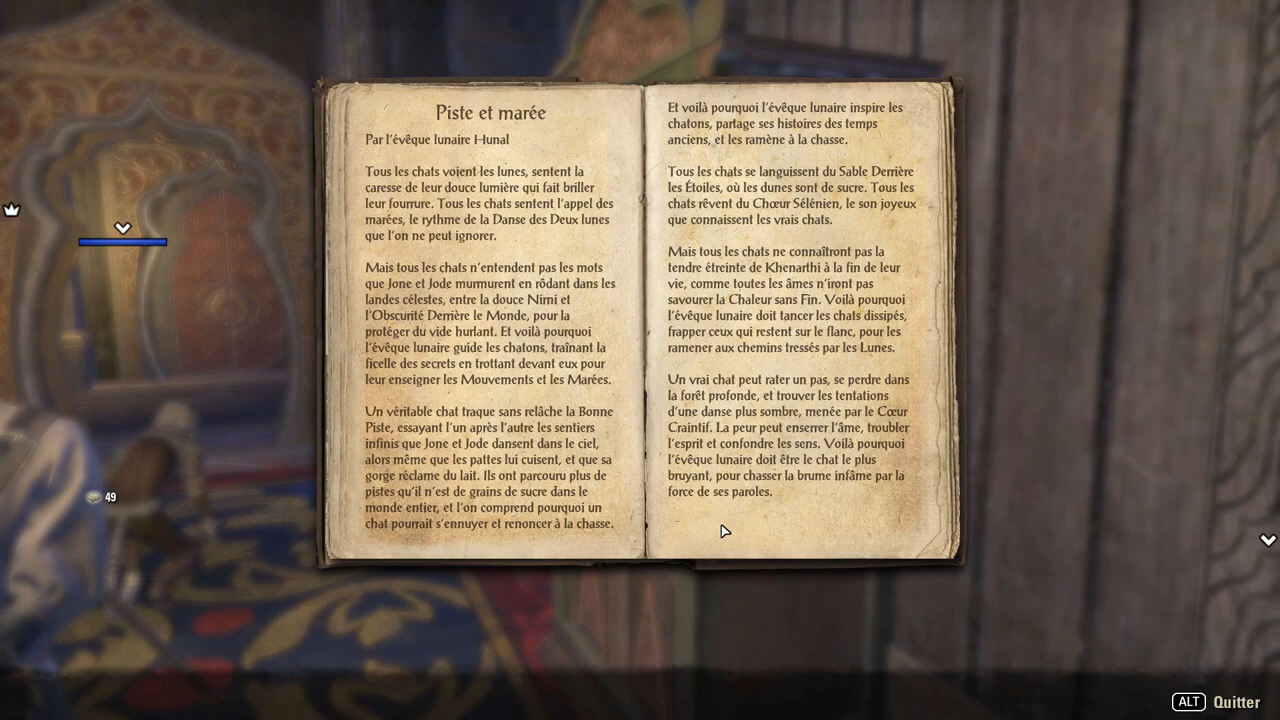 Piste et marée
Par l'évêque lunaire Hunal
Tous les chats voient les lunes, sentent la
caresse de leur douce lumière qui fait briller
leur fourrure. Tous les chats sentent l'appel des
marées, le rythme de la Danse des Deux lunes
que l'on ne peut ignorer.
Mais tous les chats n'entendent pas les mots
que Jone et Jode murmurent en rôdant dans les
landes célestes, entre la douce Nirni et
l'Obscurité Derrière le Monde, pour la
protéger du vide hurlant. Et voilà pourquoi
l'évêque lunaire guide les chatons, traînant la
ficelle des secrets en trottant devant eux pour
leur enseigner les Mouvements et les Marées.
Un véritable chat traque sans relâche la Bonne
Piste, essayant l'un après l'autre les sentiers
infinis que Jone et Jode dansent dans le ciel,
alors même que les pattes lui cuisent, et que sa
gorge réclame du lait. Ils ont parcouru plus de
pistes qu'il n'est de grains de sucre dans le
monde entier, et l'on comprend pourquoi un
chat pourrait s'ennuyer et renoncer à la chasse.
Et voilà pourquoi l'évêque lunaire inspire les
chatons, partage ses histoires des temps
anciens, et les ramène à la chasse.
Tous les chats se languissent du Sable Derrière
les Étoiles, où les dunes sont de sucre. Tous les
chats rêvent du Chœur Sélénien, le son joyeux
que connaissent les vrais chats.
Mais tous les chats ne connaîtront pas la
tendre étreinte de Khenarthi à la fin de leur
vie, comme toutes les âmes n'iront pas
savourer la Chaleur sans Fin. Voilà pourquoi
l'évêque lunaire doit tancer les chats dissipés,
frapper ceux qui restent sur le flanc, pour les
ramener aux chemins tressés par les Lunes.
Un vrai chat peut rater un pas, se perdre dans
la forêt profonde, et trouver les tentations
d'une danse plus sombre, menée par le Cœur
Craintif. La peur peut enserrer l'âme, troubler
l'esprit et confondre les sens. Voilà pourquoi
l'évêque lunaire doit être le chat le plus
bruyant, pour chasser la brume infâme par la
force de ses paroles.
49
ALT Quitter